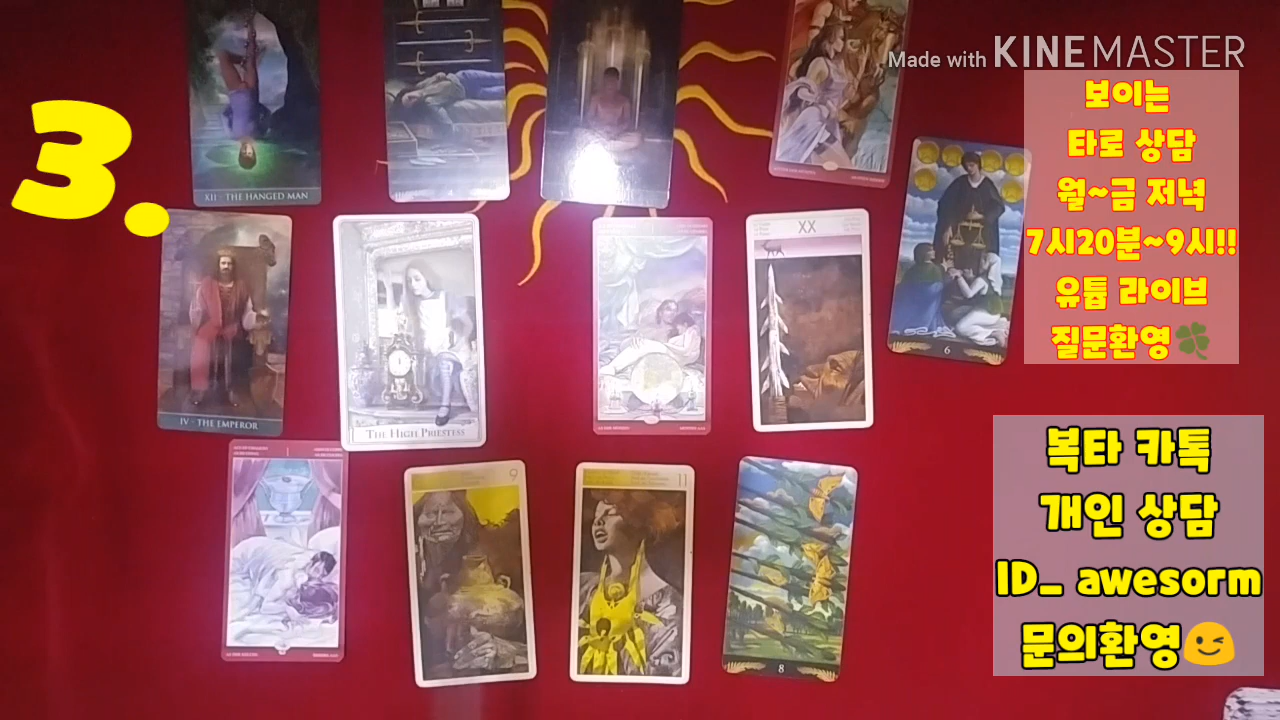 Made with KINEMASTER
3.
보이는
타로 상담
월~금 저녁
7시20분~9시!!
유튭 라이브
질문환영🍀
XII · THE HANGED MAN
6
IV · THE EMPEROR
THE HIGH PRIESTESS
XX
9
11
8
복타 카톡
개인 상담
ID_ awesorm
문의환영😉